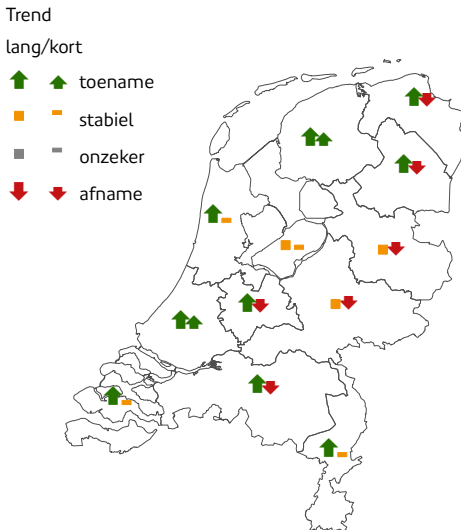 Trend
lang/kort
toename
stabiel
onzeker
afname